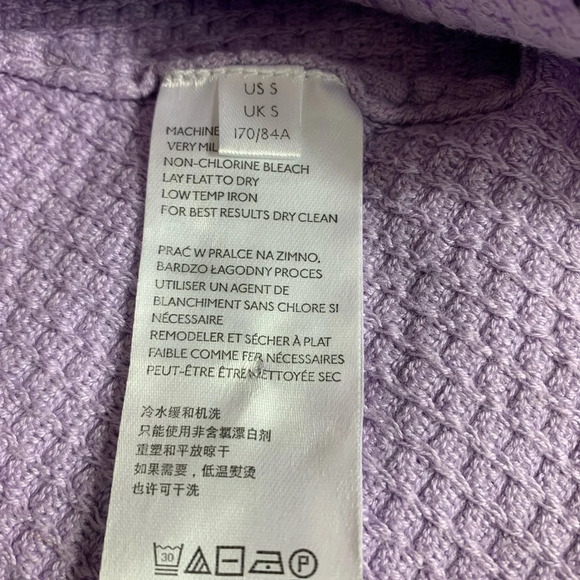 US S
UK S
170/84A
MACHINE
VERY MIL
NON-CHLORINE BLEACH
LAY FLAT TO DRY
LOW TEMP IRON
FOR BEST RESULTS DRY CLEAN
PRAĆ W PRALCE NA ZIMNO,
BARDZO ŁAGODNY PROCES
UTILISER UN AGENT DE
BLANCHIMENT SANS CHLORE SI
NÉCESSAIRE
REMODELER ET SÉCHER À PLAT
FAIBLE COMME FER NÉCESSAIRES
PEUT-ÊTRE ÊTRE NETTOYÉE SEC
冷水缓和机洗
只能使用非含氯漂白剂
重塑和平放晾干
如果需要，低温熨烫
也许可干洗
30 P